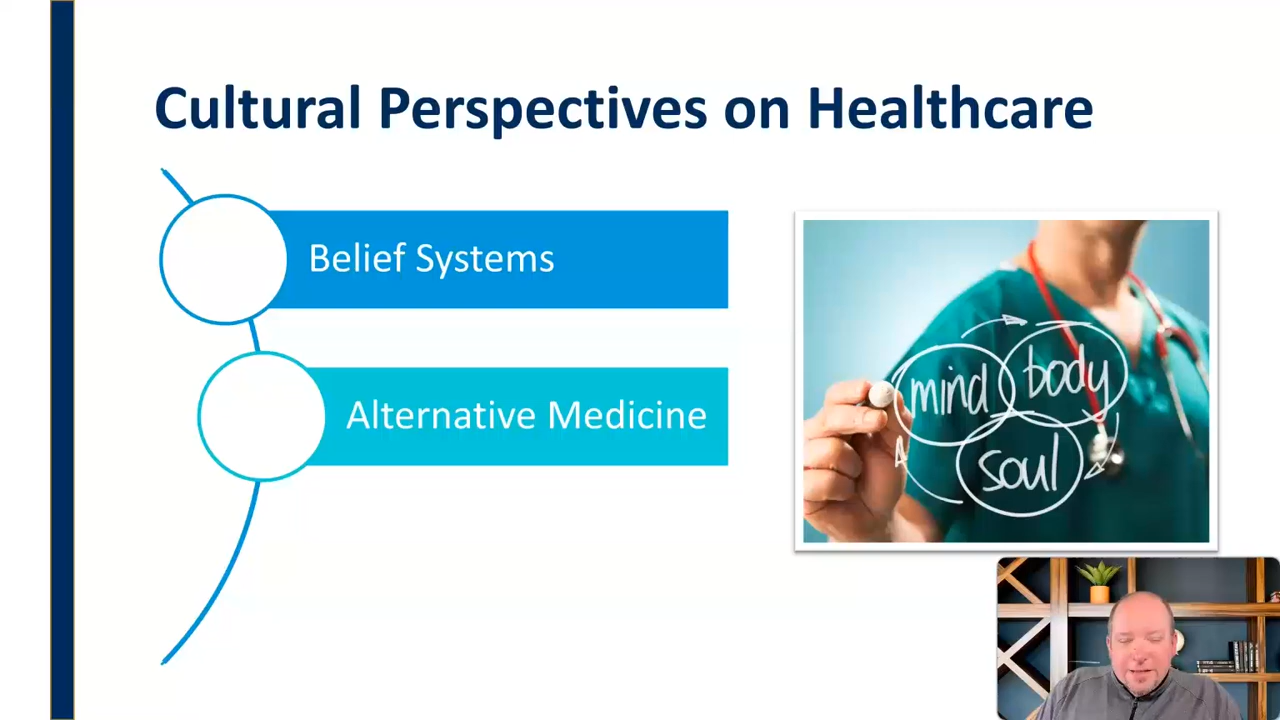 Cultural Perspectives on Healthcare
Belief Systems
Alternative Medicine
mind
body
soul